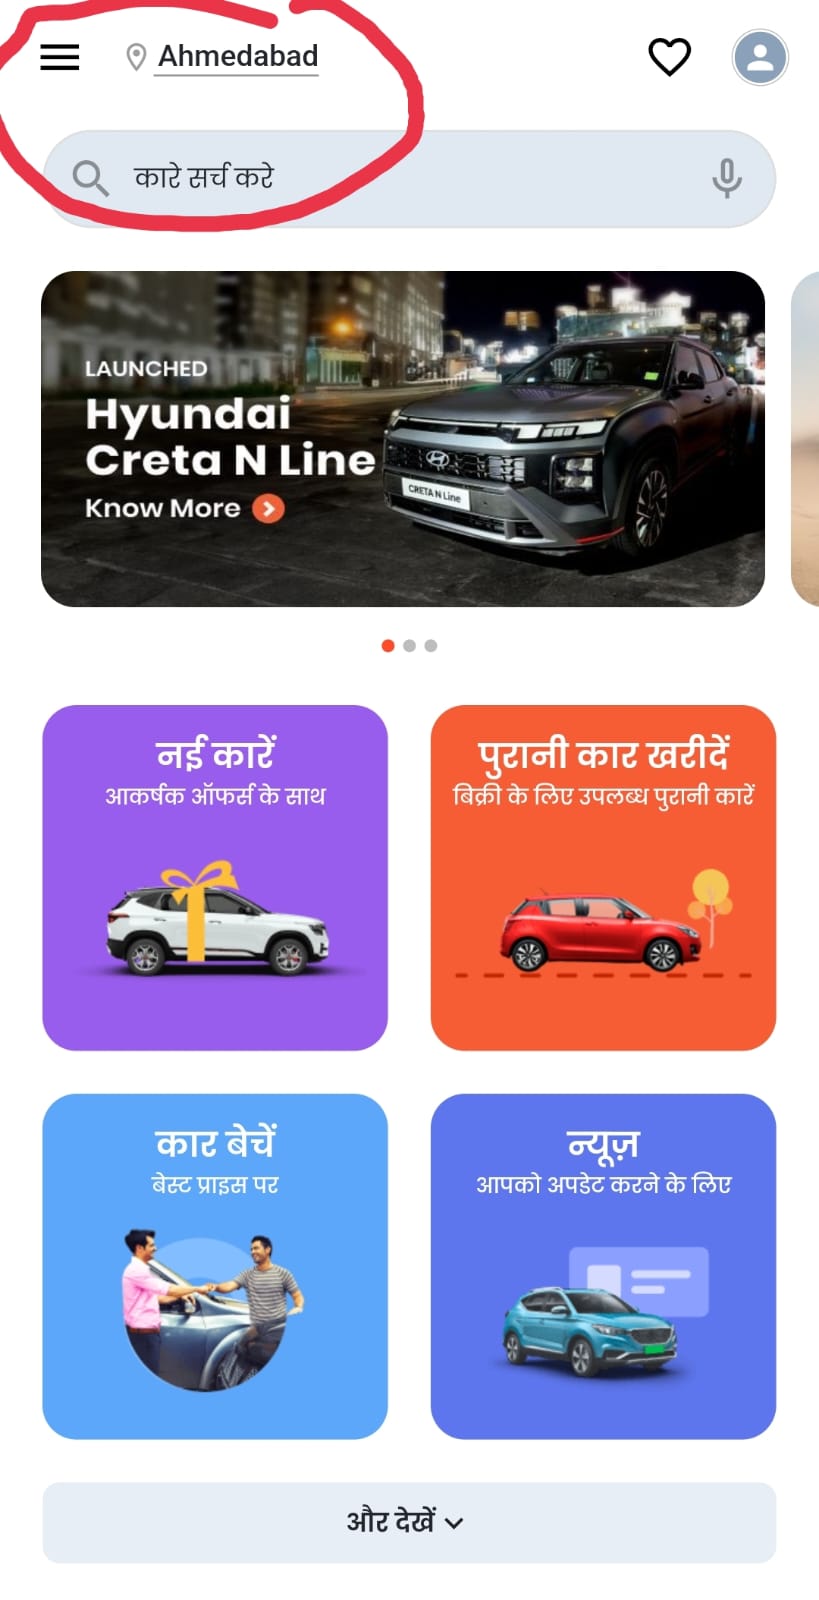 Ahmedabad
कारे सर्च करे
LAUNCHED
Hyundai
Creta N Line
Know More
CRETA N Line
नई कारें
आकर्षक ऑफर्स के साथ
पुरानी कार खरीदें
बिक्री के लिए उपलब्ध पुरानी कारें
कार बेचें
बेस्ट प्राइस पर
न्यूज़
आपको अपडेट करने के लिए
और देखें